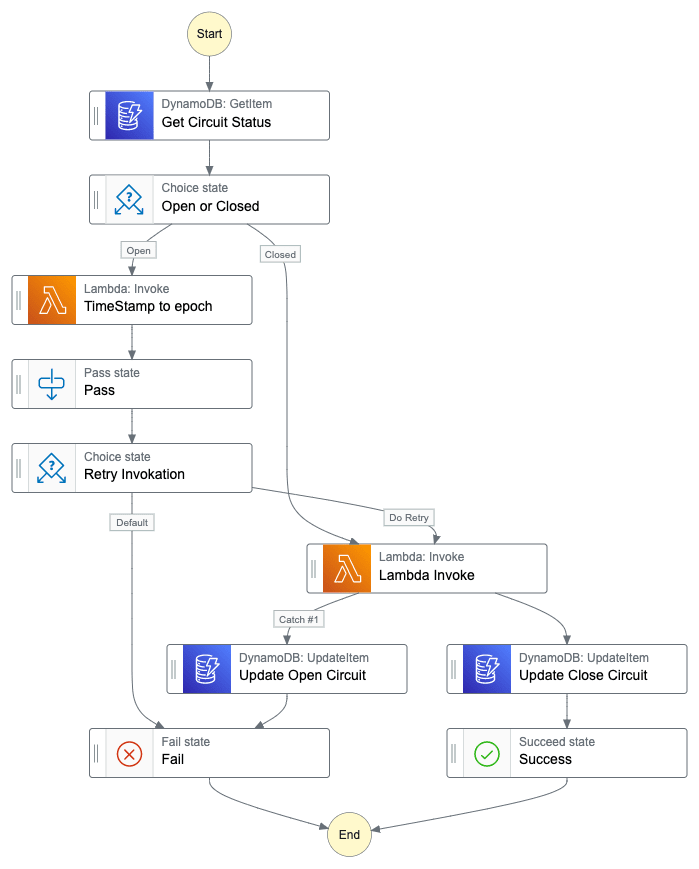 Start
DynamoDB: GetItem
Get Circuit Status
Choice state
Open or Closed
Open
Closed
Lambda: Invoke
TimeStamp to epoch
Pass state
Pass
Choice state
Retry Invokation
Default
Do Retry
Lambda: Invoke
Lambda Invoke
Catch #1
DynamoDB: UpdateItem
Update Open Circuit
DynamoDB: UpdateItem
Update Close Circuit
Fail state
Fail
Succeed state
Success
End